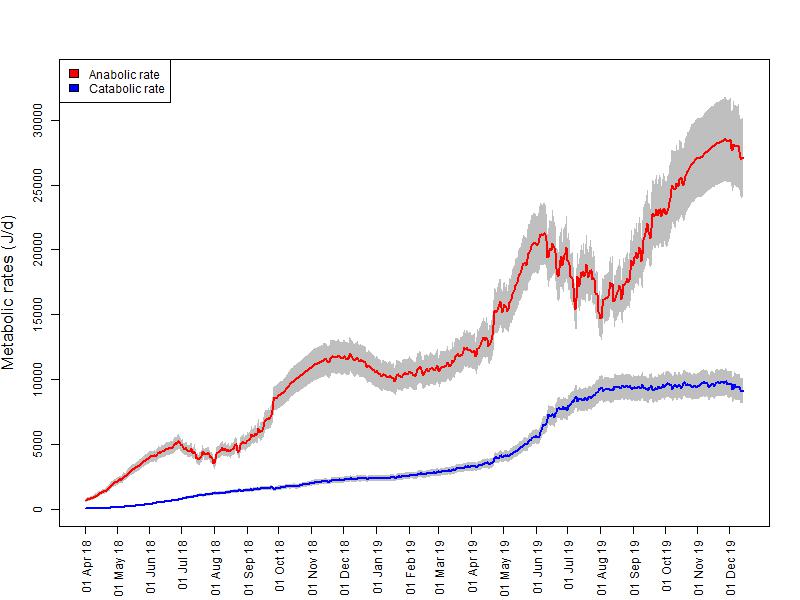 Anabolic rate
Catabolic rate
Metabolic rates (J/d)
30000
25000
20000
15000
10000
5000
0
01 Apr 18
01 May 18
01 Jun 18
01 Jul 18
01 Aug 18
01 Sep 18
01 Oct 18
01 Nov 18
01 Dec 18
01 Jan 19
01 Feb 19
01 Mar 19
01 Apr 19
01 May 19
01 Jun 19
01 Jul 19
01 Aug 19
01 Sep 19
01 Oct 19
01 Nov 19
01 Dec 19